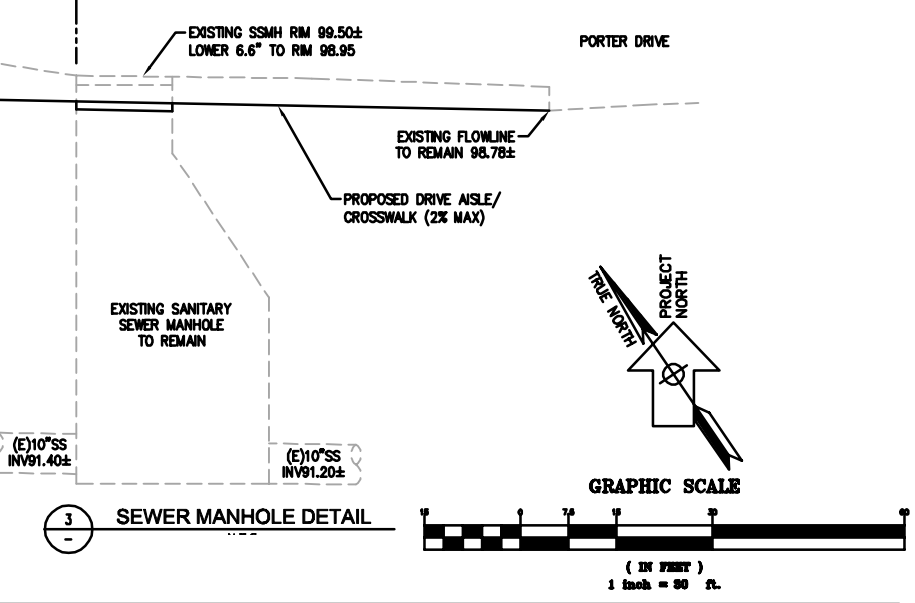 EXISTING SSMH RIM 99.50±
LOWER 6.6" TO RIM 98.95
PORTER DRIVE
EXISTING FLOWLINE
TO REMAIN 98.78±
PROPOSED DRIVE AISLE/
CROSSWALK (2% MAX)
EXISTING SANITARY
SEWER MANHOLE
TO REMAIN
TRUE NORTH
PROJECT
NORTH
(E)10"SS
INV91.40±
(E)10"SS
INV91.20±
3
-
SEWER MANHOLE DETAIL
GRAPHIC SCALE
15 0 7.5 15 30 60
( IN FEET )
1 inch = 30 ft.